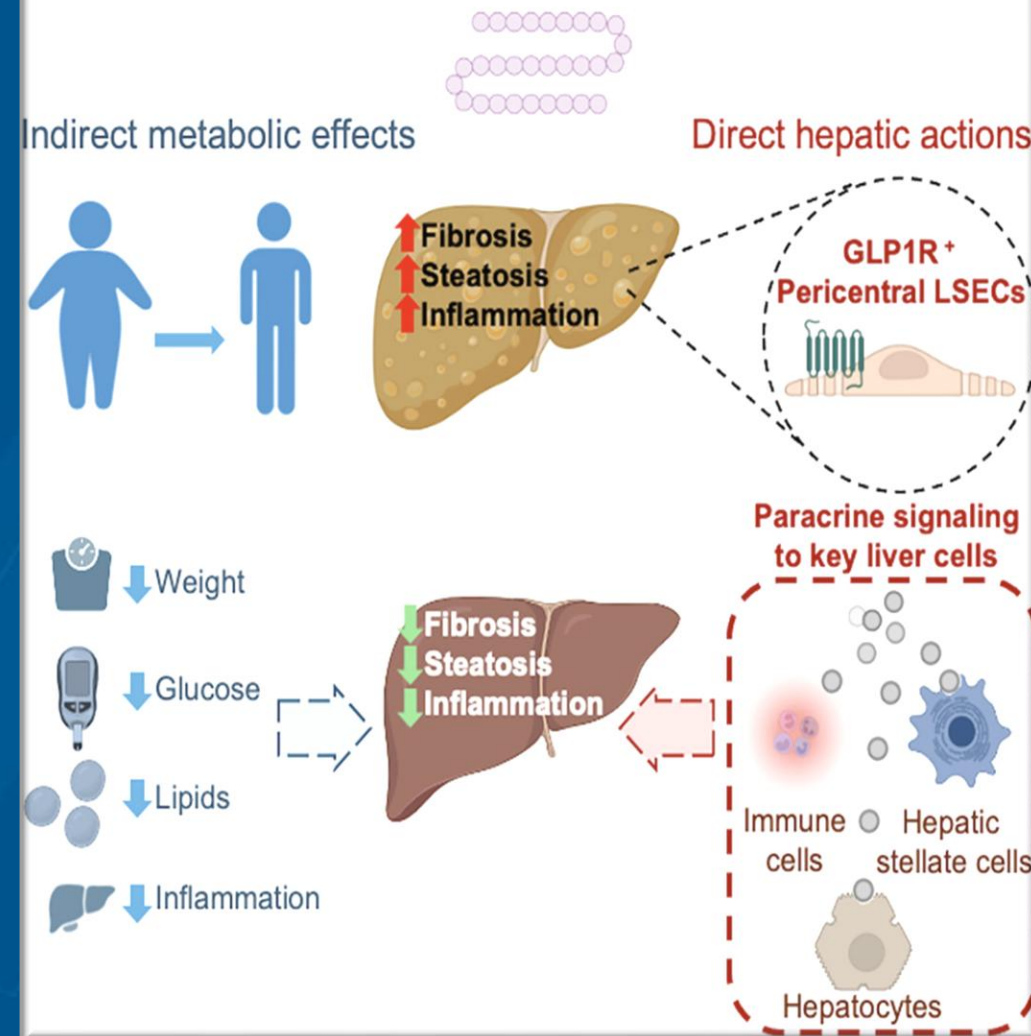 Indirect metabolic effects
Direct hepatic actions
Fibrosis
Steatosis
Inflammation
GLP1R +
Pericentral LSECs
Paracrine signaling
to key liver cells
Weight
Glucose
Lipids
Inflammation
Fibrosis
Steatosis
Inflammation
Immune
cells
Hepatic
stellate cells
Hepatocytes